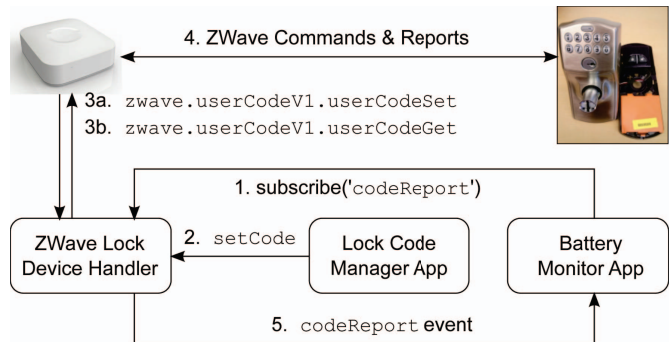 4. ZWave Commands & Reports
3a. zwave.userCodeV1.userCodeSet
3b. zwave.userCodeV1.userCodeGet
1. subscribe('codeReport')
ZWave Lock
Device Handler
2. setCode
Lock Code
Manager App
Battery
Monitor App
5. codeReport event